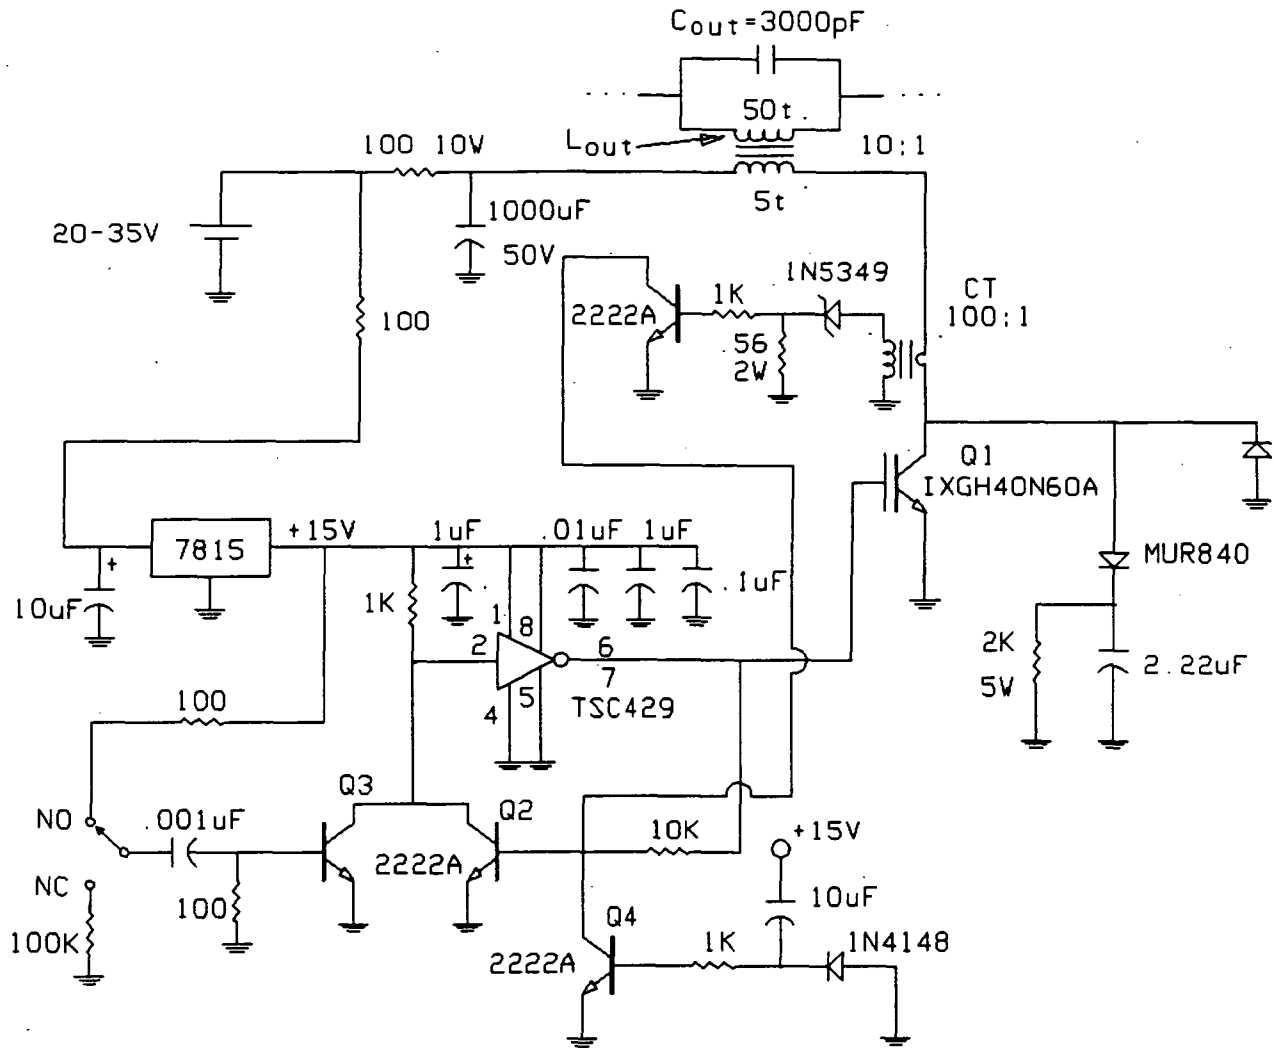 Cout=3000pF
. . . . . .
50t.
Lout
10:1
100 10W
5t
20-35V
1000uF
50V
1N5349
CT
100:1
2222A
1K
100
56
2W
Q1
IXGH40N60A
+15V
1uF
.01uF
1uF
7815
+
+
MUR840
10uF
1K
.1uF
1
8
2
6
7
2K
5W
2.22uF
4
5
TSC429
100
Q3
Q2
NO
.001uF
10K
+15V
2222A
NC
100
10uF
100K
Q4
1K
1N4148
2222A